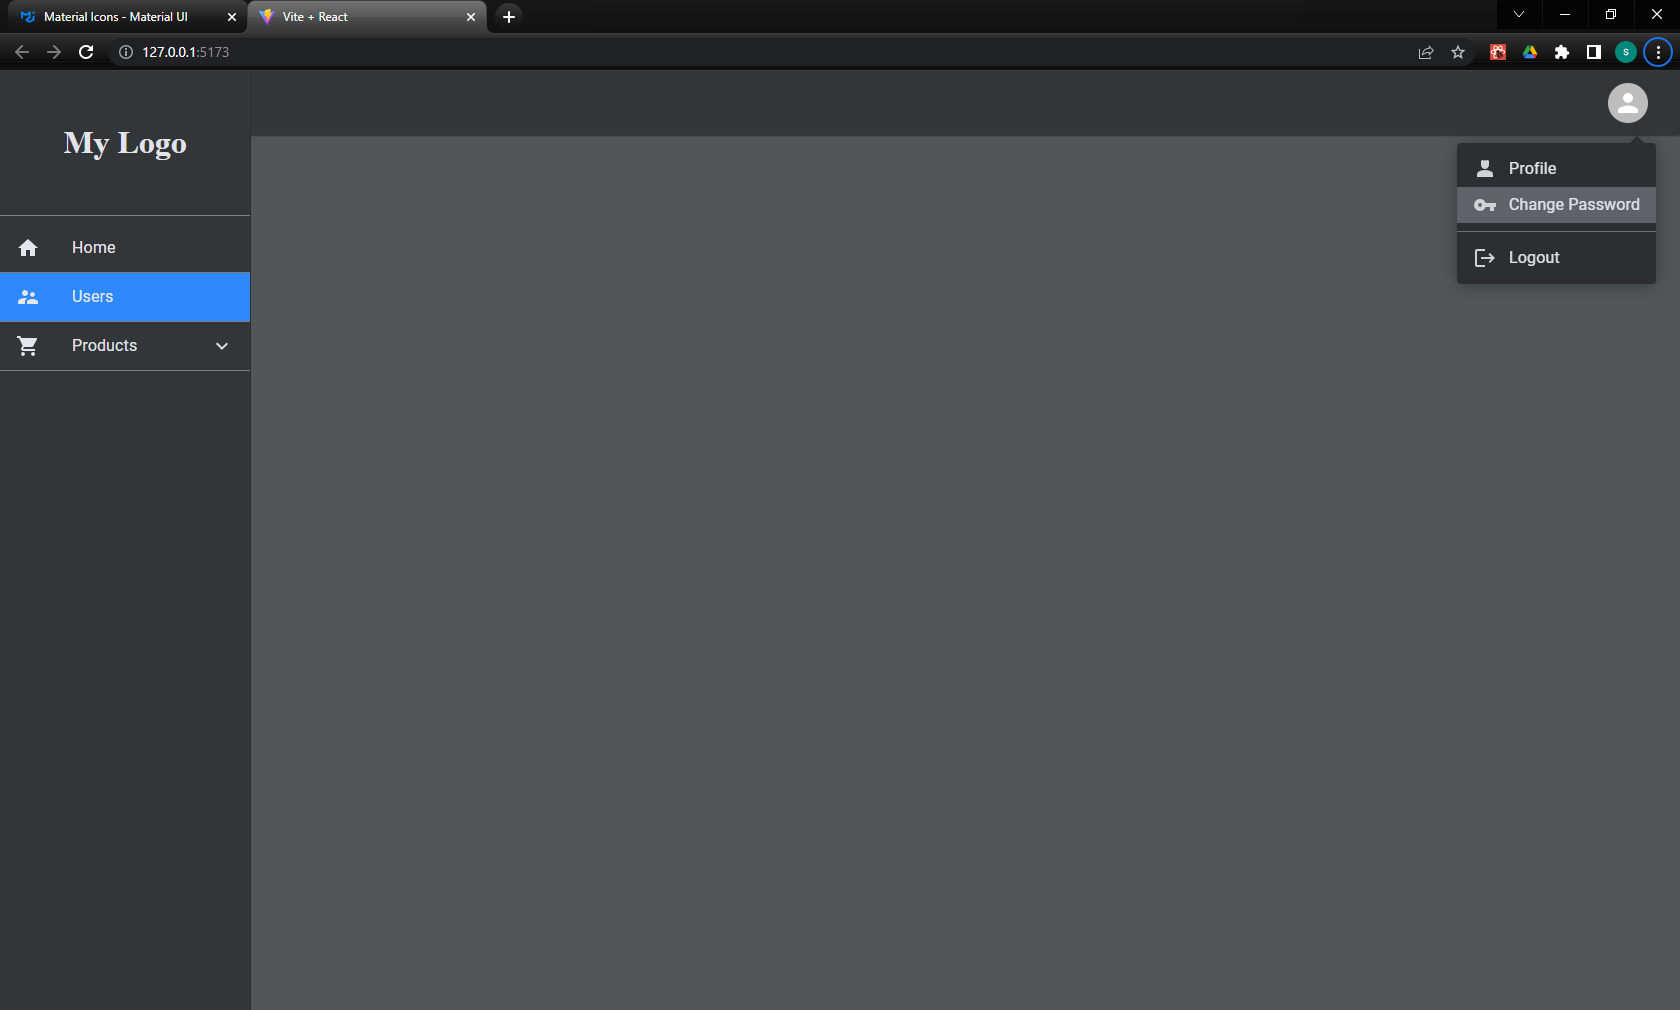 Material Icons - Material UI
Vite + React
127.0.0.1:5173
S
My Logo
Home
Users
Products
Profile
Change Password
Logout